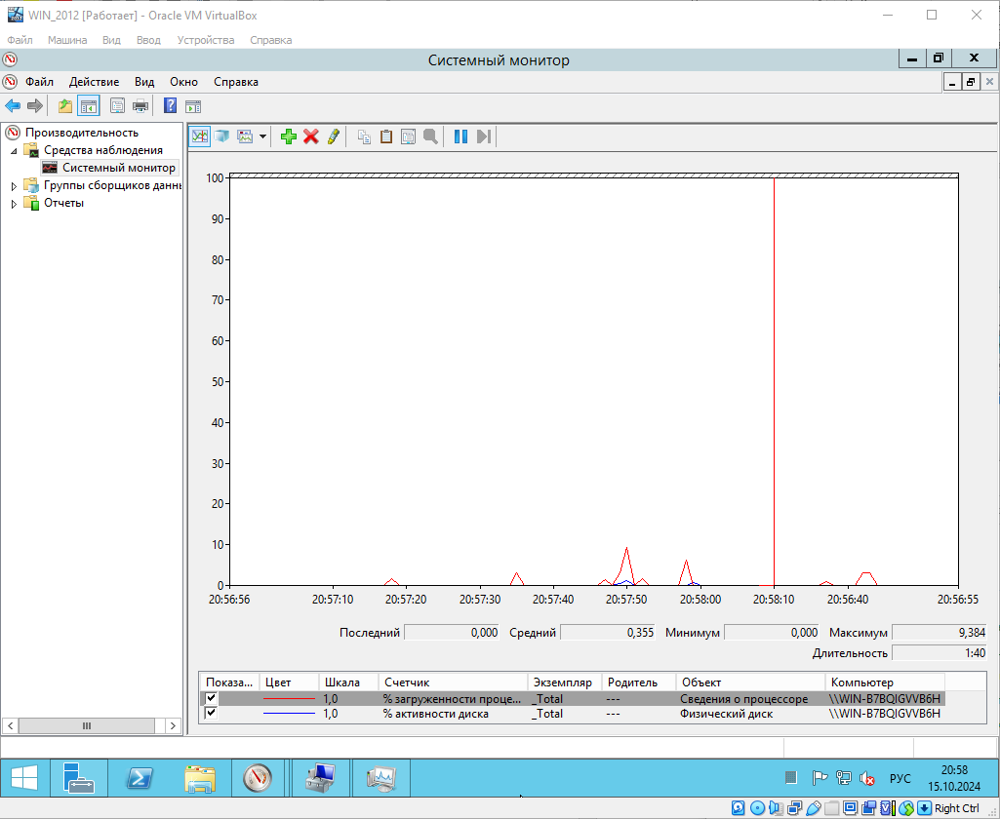 WIN_2012 [Работает] - Oracle VM VirtualBox
Файл Машина Вид Ввод Устройства Справка
Системный монитор
Файл Действие Вид Окно Справка
Производительность
Средства наблюдения
Системный монитор
Группы сборщиков данны
Отчеты
100
90
80
70
60
50
40
30
20
10
0
20:56:56 20:57:10 20:57:20 20:57:30 20:57:40 20:57:50 20:58:00 20:58:10 20:56:40 20:56:55
Последний 0,000 Средний 0,355 Минимум 0,000 Максимум 9,384
Длительность 1:40
Показа... Цвет Шкала Счетчик Экземпляр Родитель Объект Компьютер
1,0 % загруженности проце... _Total --- Сведения о процессоре \\WIN-B7BQIGVVB6H
1,0 % активности диска _Total --- Физический диск \\WIN-B7BQIGVVB6H
РУС
20:58
15.10.2024
Right Ctrl